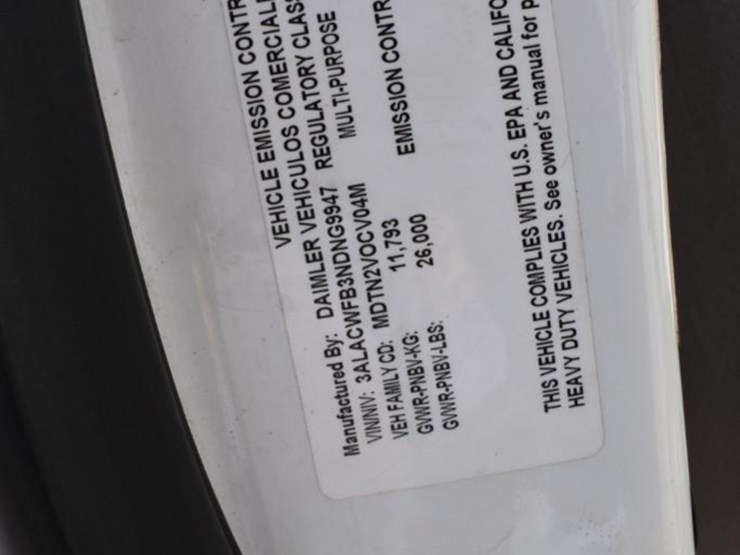 VEHICLE EMISSION CONTR
Manufactured By: DAIMLER VEHICULOS COMERCIAL
VIN/NIV: 3ALACWFB3NDNG9947 REGULATORY CLAS
VEH FAMILY CD: MDTN2VOCV04M MULTI-PURPOSE
GVWR-PNBV-KG: 11,793
GVWR-PNBV-LBS: 26,000 EMISSION CONTR
THIS VEHICLE COMPLIES WITH U.S. EPA AND CALIFO
HEAVY DUTY VEHICLES. See owner's manual for p